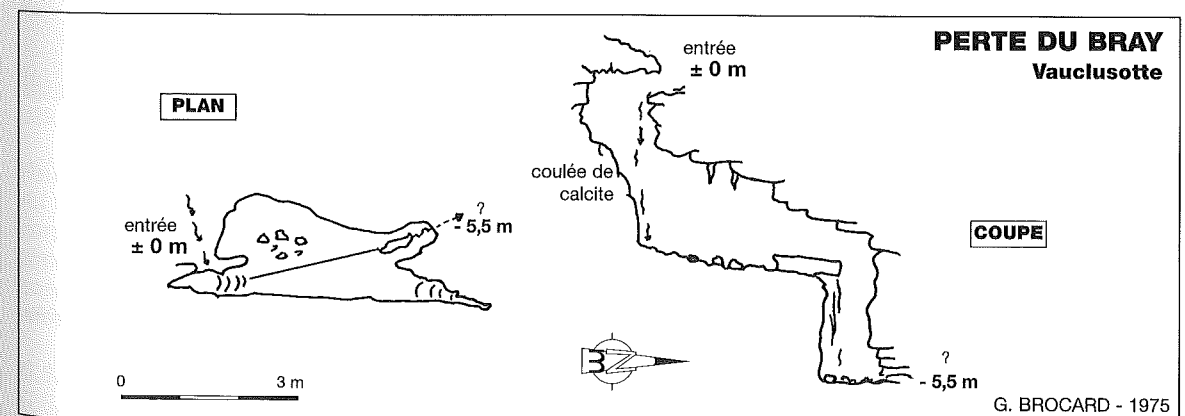 PERTE DU BRAY
Vauclusotte
PLAN
entrée
± 0 m
?
- 5,5 m
0 3 m
entrée
± 0 m
coulée de
calcite
COUPE
?
- 5,5 m
N
G. BROCARD - 1975